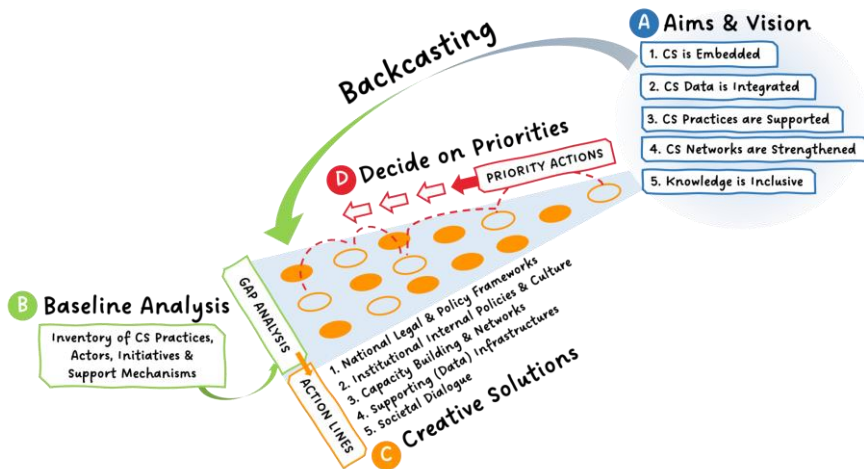 Backcasting
A Aims & Vision
1. CS is Embedded
2. CS Data is Integrated
3. CS Practices are Supported
4. CS Networks are Strengthened
5. Knowledge is Inclusive
D Decide on Priorities
PRIORITY ACTIONS
B Baseline Analysis
Inventory of CS Practices,
Actors, Initiatives &
Support Mechanisms
GAP ANALYSIS
ACTION LINES
1. National Legal & Policy Frameworks
2. Institutional Internal Policies & Culture
3. Capacity Building & Networks
4. Supporting (Data) Infrastructures
5. Societal Dialogue
C Creative Solutions